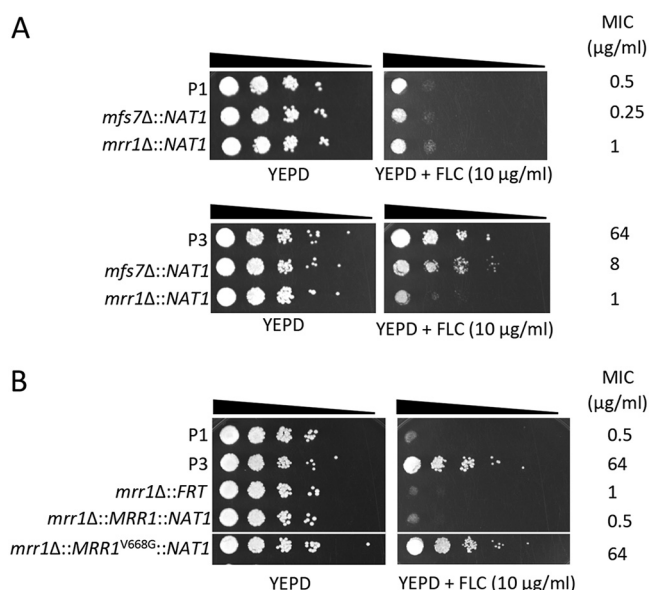 A
MIC
(µg/ml)
P1
0.5
mfs7Δ::NAT1
0.25
mrr1Δ::NAT1
1
YEPD
YEPD + FLC (10 µg/ml)
P3
64
mfs7Δ::NAT1
8
mrr1Δ::NAT1
1
YEPD
YEPD + FLC (10 µg/ml)
B
MIC
(µg/ml)
P1
0.5
P3
64
mrr1Δ::FRT
1
mrr1Δ::MRR1::NAT1
0.5
mrr1Δ::MRR1V668G::NAT1
64
YEPD
YEPD + FLC (10 µg/ml)